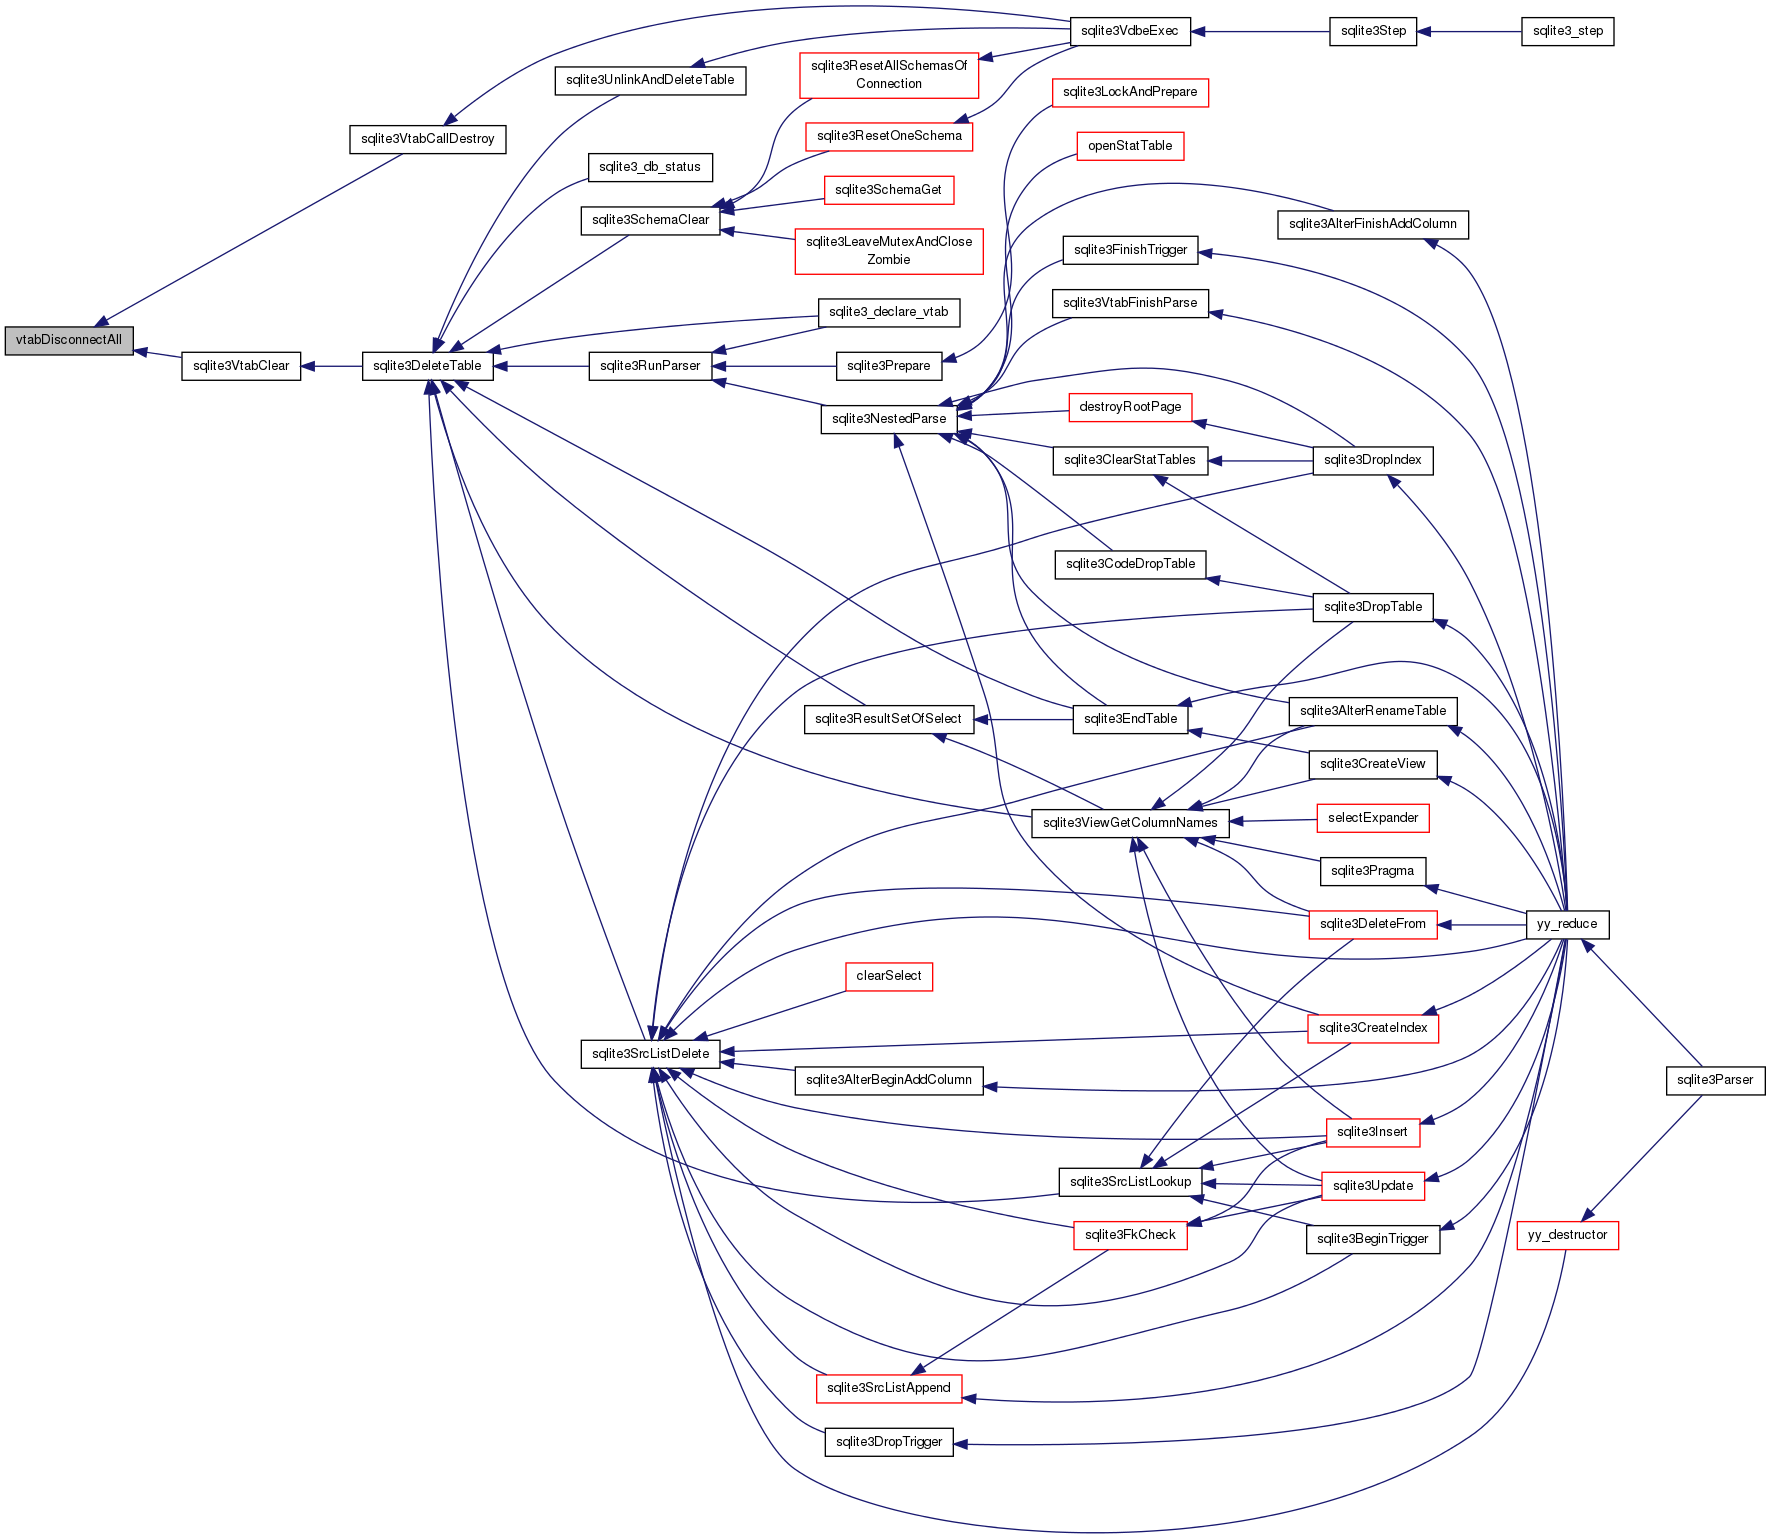 vtabDisconnectAll
sqlite3VtabCallDestroy
sqlite3VtabClear
sqlite3DeleteTable
sqlite3UnlinkAndDeleteTable
sqlite3_db_status
sqlite3SchemaClear
sqlite3RunParser
sqlite3SrcListDelete
sqlite3ResetAllSchemasOf
Connection
sqlite3ResetOneSchema
sqlite3SchemaGet
sqlite3LeaveMutexAndClose
Zombie
sqlite3_declare_vtab
sqlite3Prepare
sqlite3NestedParse
sqlite3ResultSetOfSelect
clearSelect
sqlite3AlterBeginAddColumn
sqlite3SrcListAppend
sqlite3DropTrigger
sqlite3VdbeExec
sqlite3LockAndPrepare
openStatTable
sqlite3FinishTrigger
sqlite3VtabFinishParse
destroyRootPage
sqlite3ClearStatTables
sqlite3CodeDropTable
sqlite3EndTable
sqlite3ViewGetColumnNames
sqlite3SrcListLookup
sqlite3FkCheck
sqlite3Step
sqlite3AlterFinishAddColumn
sqlite3DropIndex
sqlite3DropTable
sqlite3AlterRenameTable
sqlite3CreateView
selectExpander
sqlite3Pragma
sqlite3DeleteFrom
sqlite3CreateIndex
sqlite3Insert
sqlite3Update
sqlite3BeginTrigger
sqlite3_step
yy_reduce
yy_destructor
sqlite3Parser